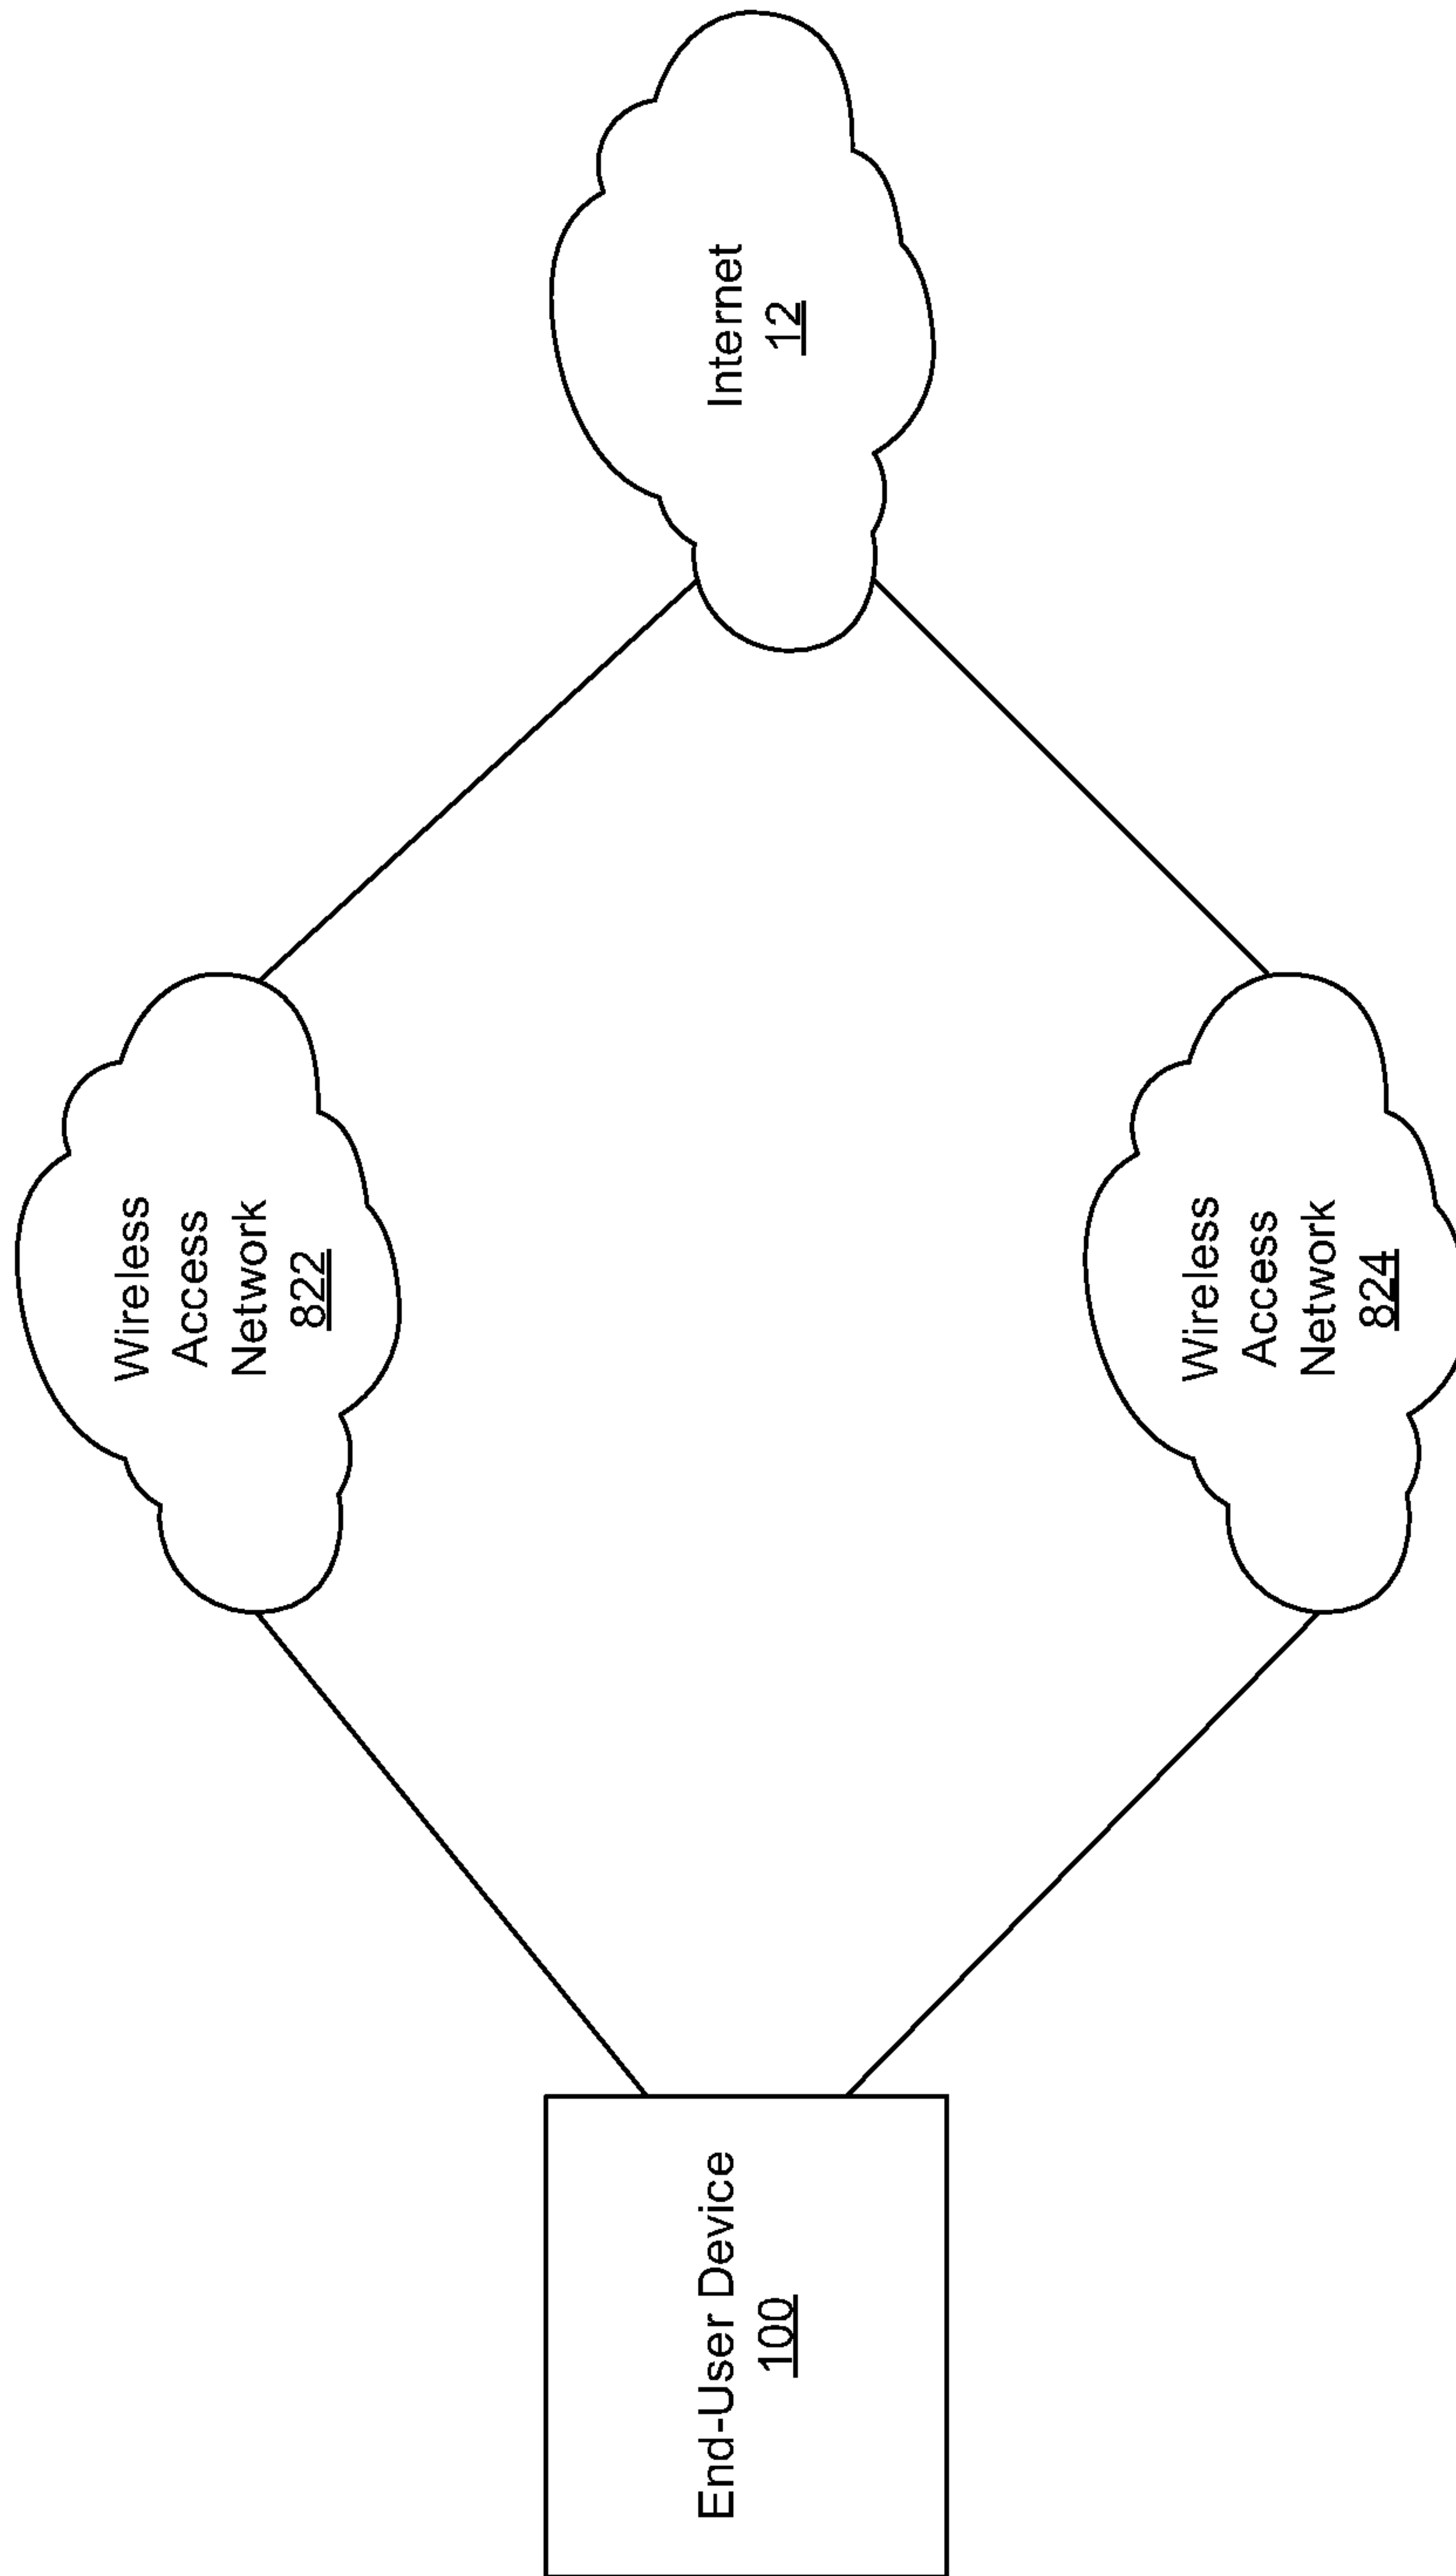 End-User Device
100
Wireless
Access
Network
822
Wireless
Access
Network
824
Internet
12